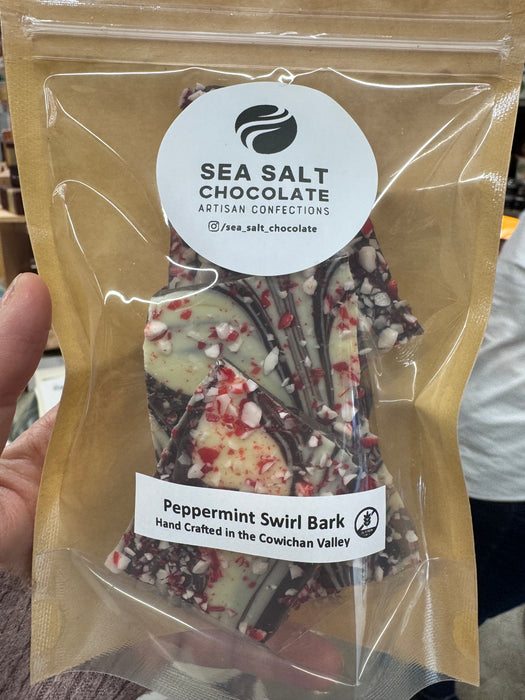 SEA SALT
CHOCOLATE
ARTISAN CONFECTIONS
/sea_salt_chocolate
Peppermint Swirl Bark
Hand Crafted in the Cowichan Valley